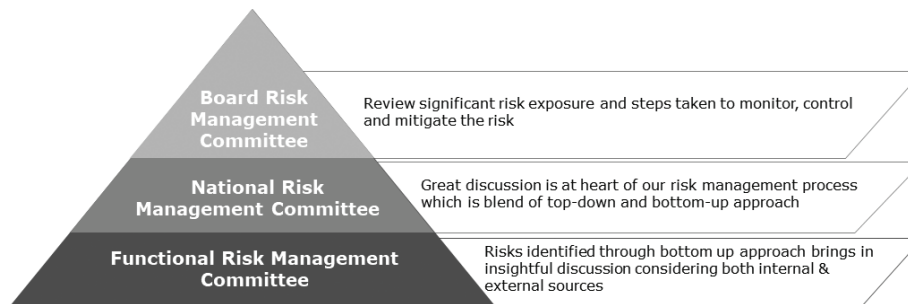 Board Risk
Management
Committee
Review significant risk exposure and steps taken to monitor, control
and mitigate the risk
National Risk
Management Committee
Great discussion is at heart of our risk management process
which is blend of top-down and bottom-up approach
Functional Risk Management
Committee
Risks identified through bottom up approach brings in
insightful discussion considering both internal &
external sources